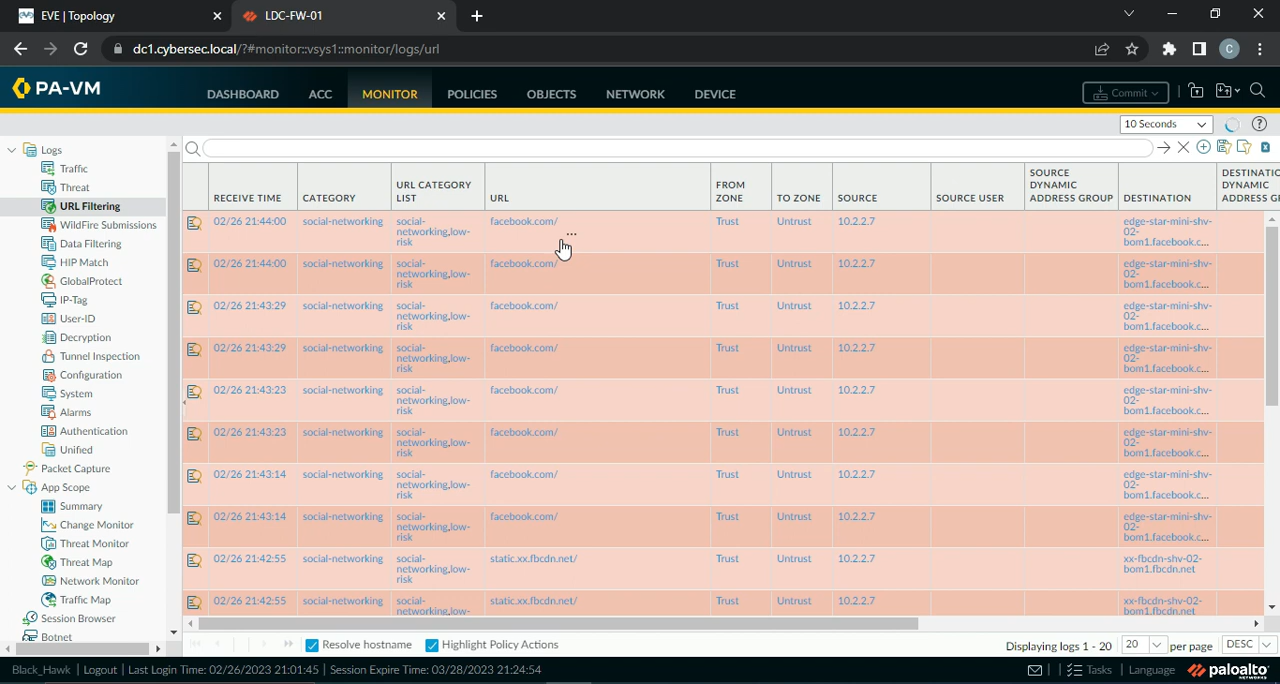 EVE | Topology
LDC-FW-01
dc1.cybersec.local/?#monitor::vsys1::monitor/logs/url
C
PA-VM
DASHBOARD ACC MONITOR POLICIES OBJECTS NETWORK DEVICE
Commit
10 Seconds
Logs
Traffic
Threat
URL Filtering
WildFire Submissions
Data Filtering
HIP Match
GlobalProtect
IP-Tag
User-ID
Decryption
Tunnel Inspection
Configuration
System
Alarms
Authentication
Unified
Packet Capture
App Scope
Summary
Change Monitor
Threat Monitor
Threat Map
Network Monitor
Traffic Map
Session Browser
Botnet
RECEIVE TIME CATEGORY URL CATEGORY LIST URL FROM ZONE TO ZONE SOURCE SOURCE USER SOURCE DYNAMIC ADDRESS GROUP DESTINATION DESTINATIC DYNAMIC ADDRESS GF
02/26 21:44:00 social-networking social-networking,low-risk facebook.com/ ... Trust Untrust 10.2.2.7 edge-star-mini-shv-02-bom1.facebook.c...
02/26 21:44:00 social-networking social-networking,low-risk facebook.com/ Trust Untrust 10.2.2.7 edge-star-mini-shv-02-bom1.facebook.c...
02/26 21:43:29 social-networking social-networking,low-risk facebook.com/ Trust Untrust 10.2.2.7 edge-star-mini-shv-02-bom1.facebook.c...
02/26 21:43:29 social-networking social-networking,low-risk facebook.com/ Trust Untrust 10.2.2.7 edge-star-mini-shv-02-bom1.facebook.c...
02/26 21:43:23 social-networking social-networking,low-risk facebook.com/ Trust Untrust 10.2.2.7 edge-star-mini-shv-02-bom1.facebook.c...
02/26 21:43:23 social-networking social-networking,low-risk facebook.com/ Trust Untrust 10.2.2.7 edge-star-mini-shv-02-bom1.facebook.c...
02/26 21:43:14 social-networking social-networking,low-risk facebook.com/ Trust Untrust 10.2.2.7 edge-star-mini-shv-02-bom1.facebook.c...
02/26 21:43:14 social-networking social-networking,low-risk facebook.com/ Trust Untrust 10.2.2.7 edge-star-mini-shv-02-bom1.facebook.c...
02/26 21:42:55 social-networking social-networking,low-risk static.xx.fbcdn.net/ Trust Untrust 10.2.2.7 xx-fbcdn-shv-02-bom1.fbcdn.net
02/26 21:42:55 social-networking social-networking,low- static.xx.fbcdn.net/ Trust Untrust 10.2.2.7 xx-fbcdn-shv-02-bom1.fbcdn.net
Resolve hostname Highlight Policy Actions Displaying logs 1 - 20 20 per page DESC
Black_Hawk | Logout | Last Login Time: 02/26/2023 21:01:45 | Session Expire Time: 03/28/2023 21:24:54 Tasks | Language paloalto NETWORKS